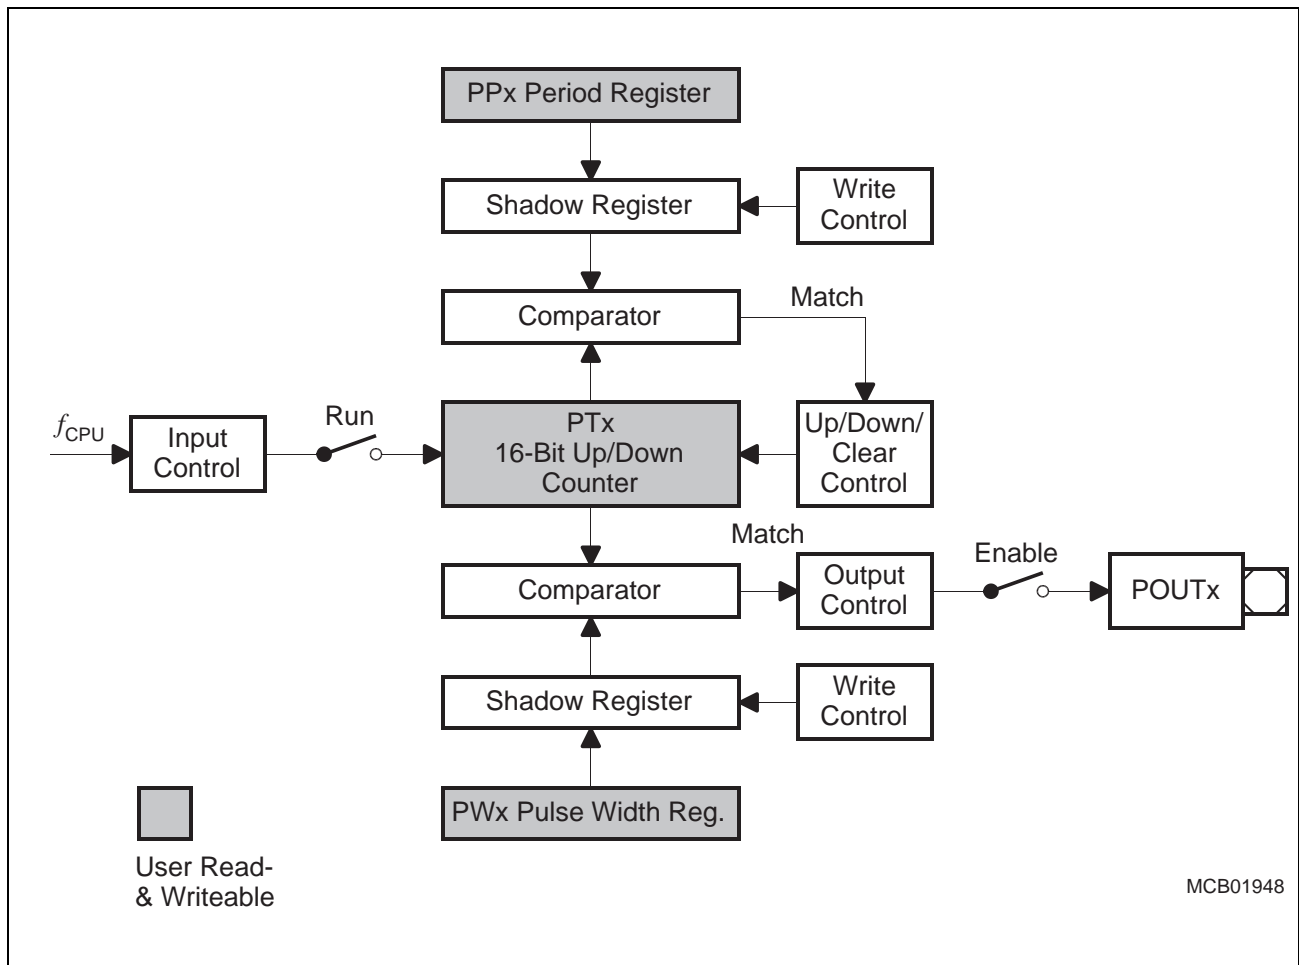 PPx Period Register
Shadow Register
Write
Control
Comparator
Match
fCPU
Input
Control
Run
PTx
16-Bit Up/Down
Counter
Up/Down/
Clear
Control
Match
Comparator
Output
Control
Enable
POUTx
Shadow Register
Write
Control
PWx Pulse Width Reg.
User Read-
& Writeable
MCB01948